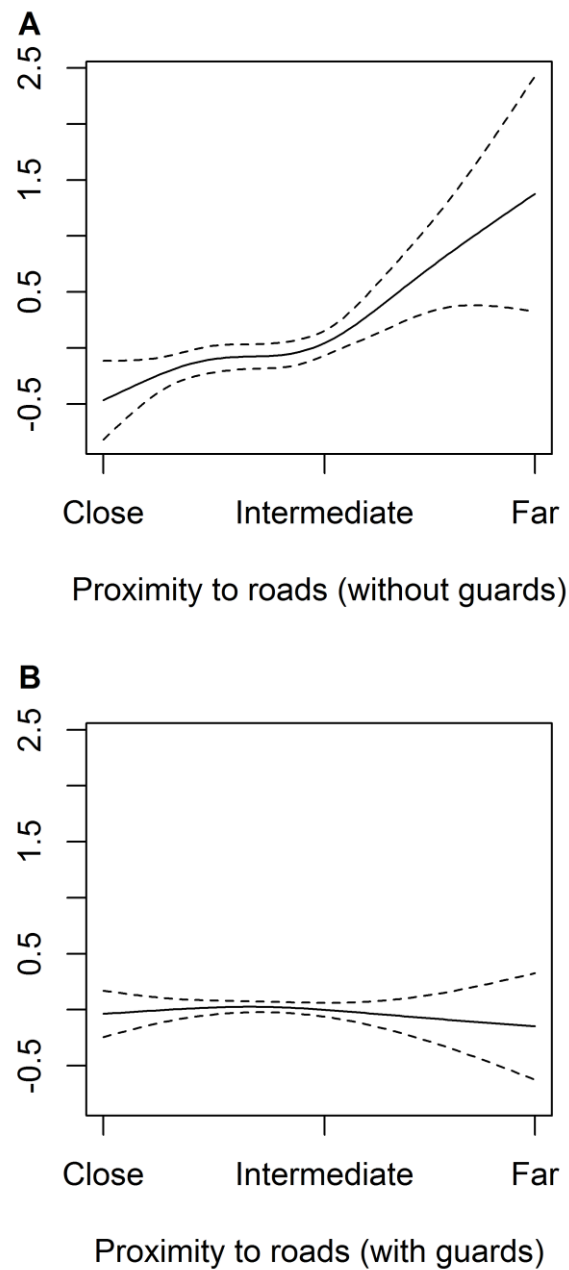 A
2.5
1.5
0.5
-0.5
Close Intermediate Far
Proximity to roads (without guards)
B
2.5
1.5
0.5
-0.5
Close Intermediate Far
Proximity to roads (with guards)